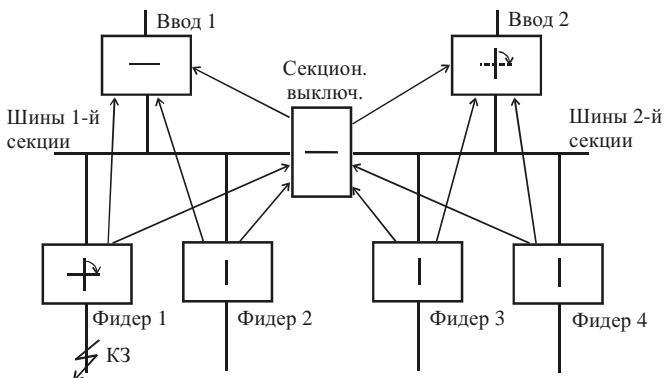 Ввод 1
Ввод 2
Секцион.
выключ.
Шины 1-й
секции
Шины 2-й
секции
Фидер 1
Фидер 2
Фидер 3
Фидер 4
КЗ